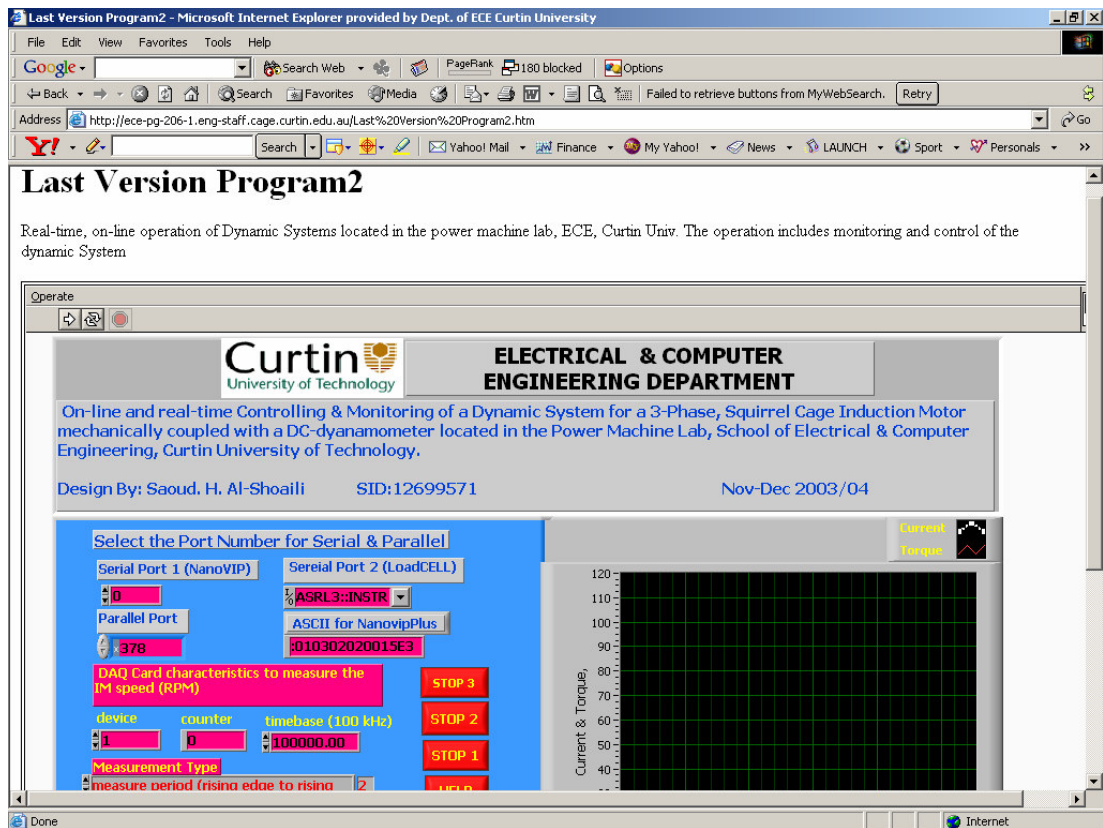 Last Version Program2 - Microsoft Internet Explorer provided by Dept. of ECE Curtin University
File Edit View Favorites Tools Help
Google Search Web PageRank 180 blocked Options
Back Search Favorites Media Failed to retrieve buttons from MyWebSearch. Retry
Address http://ece-pg-206-1.eng-staff.cage.curtin.edu.au/Last%20Version%20Program2.htm Go
Y! Search Yahoo! Mail Finance My Yahoo! News LAUNCH Sport Personals >>
Last Version Program2
Real-time, on-line operation of Dynamic Systems located in the power machine lab, ECE, Curtin Univ. The operation includes monitoring and control of the
dynamic System
Operate
Curtin
University of Technology
ELECTRICAL & COMPUTER
ENGINEERING DEPARTMENT
On-line and real-time Controlling & Monitoring of a Dynamic System for a 3-Phase, Squirrel Cage Induction Motor
mechanically coupled with a DC-dyanamometer located in the Power Machine Lab, School of Electrical & Computer
Engineering, Curtin University of Technology.
Design By: Saoud. H. Al-Shoaili SID:12699571 Nov-Dec 2003/04
Select the Port Number for Serial & Parallel
Serial Port 1 (NanoVIP) Sereial Port 2 (LoadCELL)
0 ASRL3::INSTR
Parallel Port ASCII for NanovipPlus
x378 :010302020015E3
DAQ Card characteristics to measure the
IM speed (RPM)
device counter timebase (100 kHz)
1 0 100000.00
Measurement Type
measure period (rising edge to rising 2
STOP 3
STOP 2
STOP 1
HELP
Current
Torque
Current & Torque,
120
110
100
90
80
70
60
50
40
Done Internet